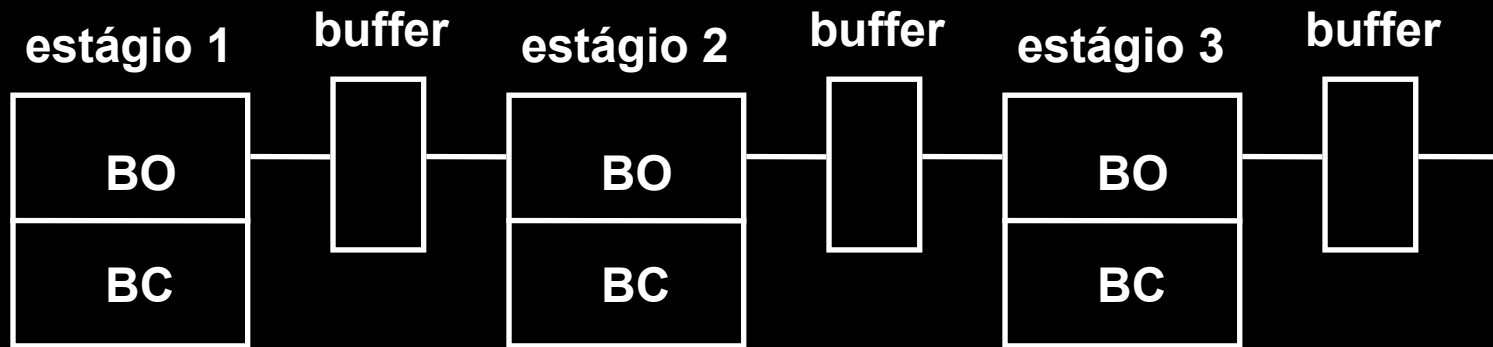 estágio 1 buffer estágio 2 buffer estágio 3 buffer
BO BO BO
BC BC BC